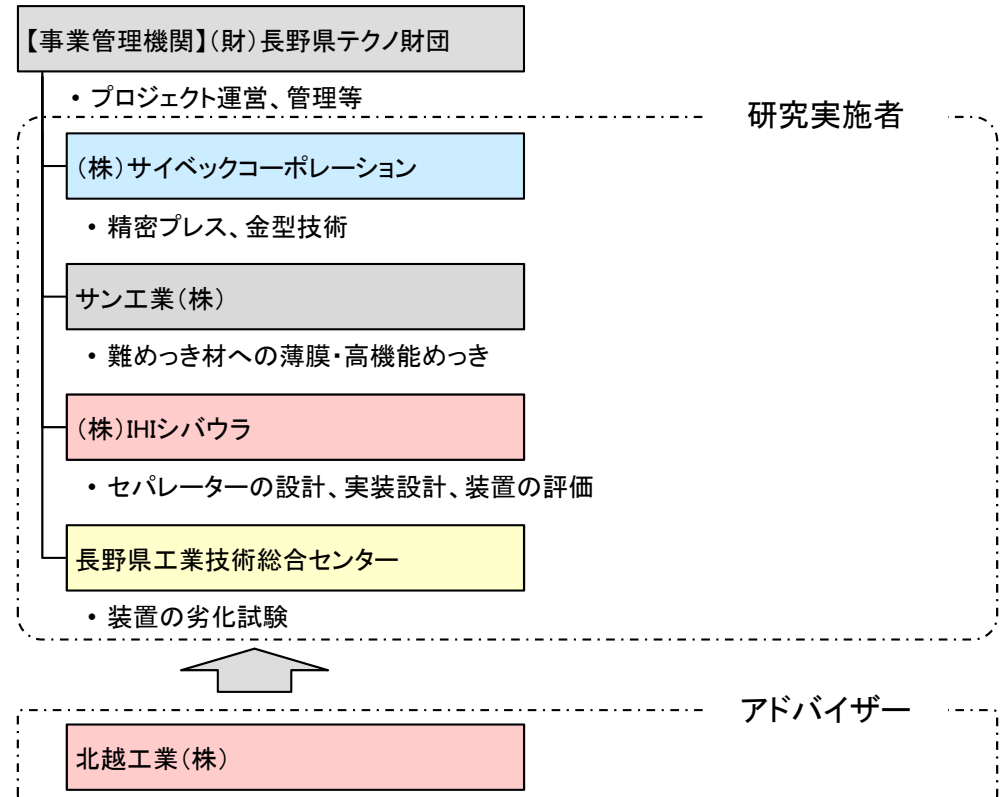 【事業管理機関】(財)長野県テクノ財団
・プロジェクト運営、管理等
研究実施者
(株)サイベックコーポレーション
・精密プレス、金型技術
サン工業(株)
・難めっき材への薄膜・高機能めっき
(株)IHIシバウラ
・セパレーターの設計、実装設計、装置の評価
長野県工業技術総合センター
・装置の劣化試験
アドバイザー
北越工業(株)